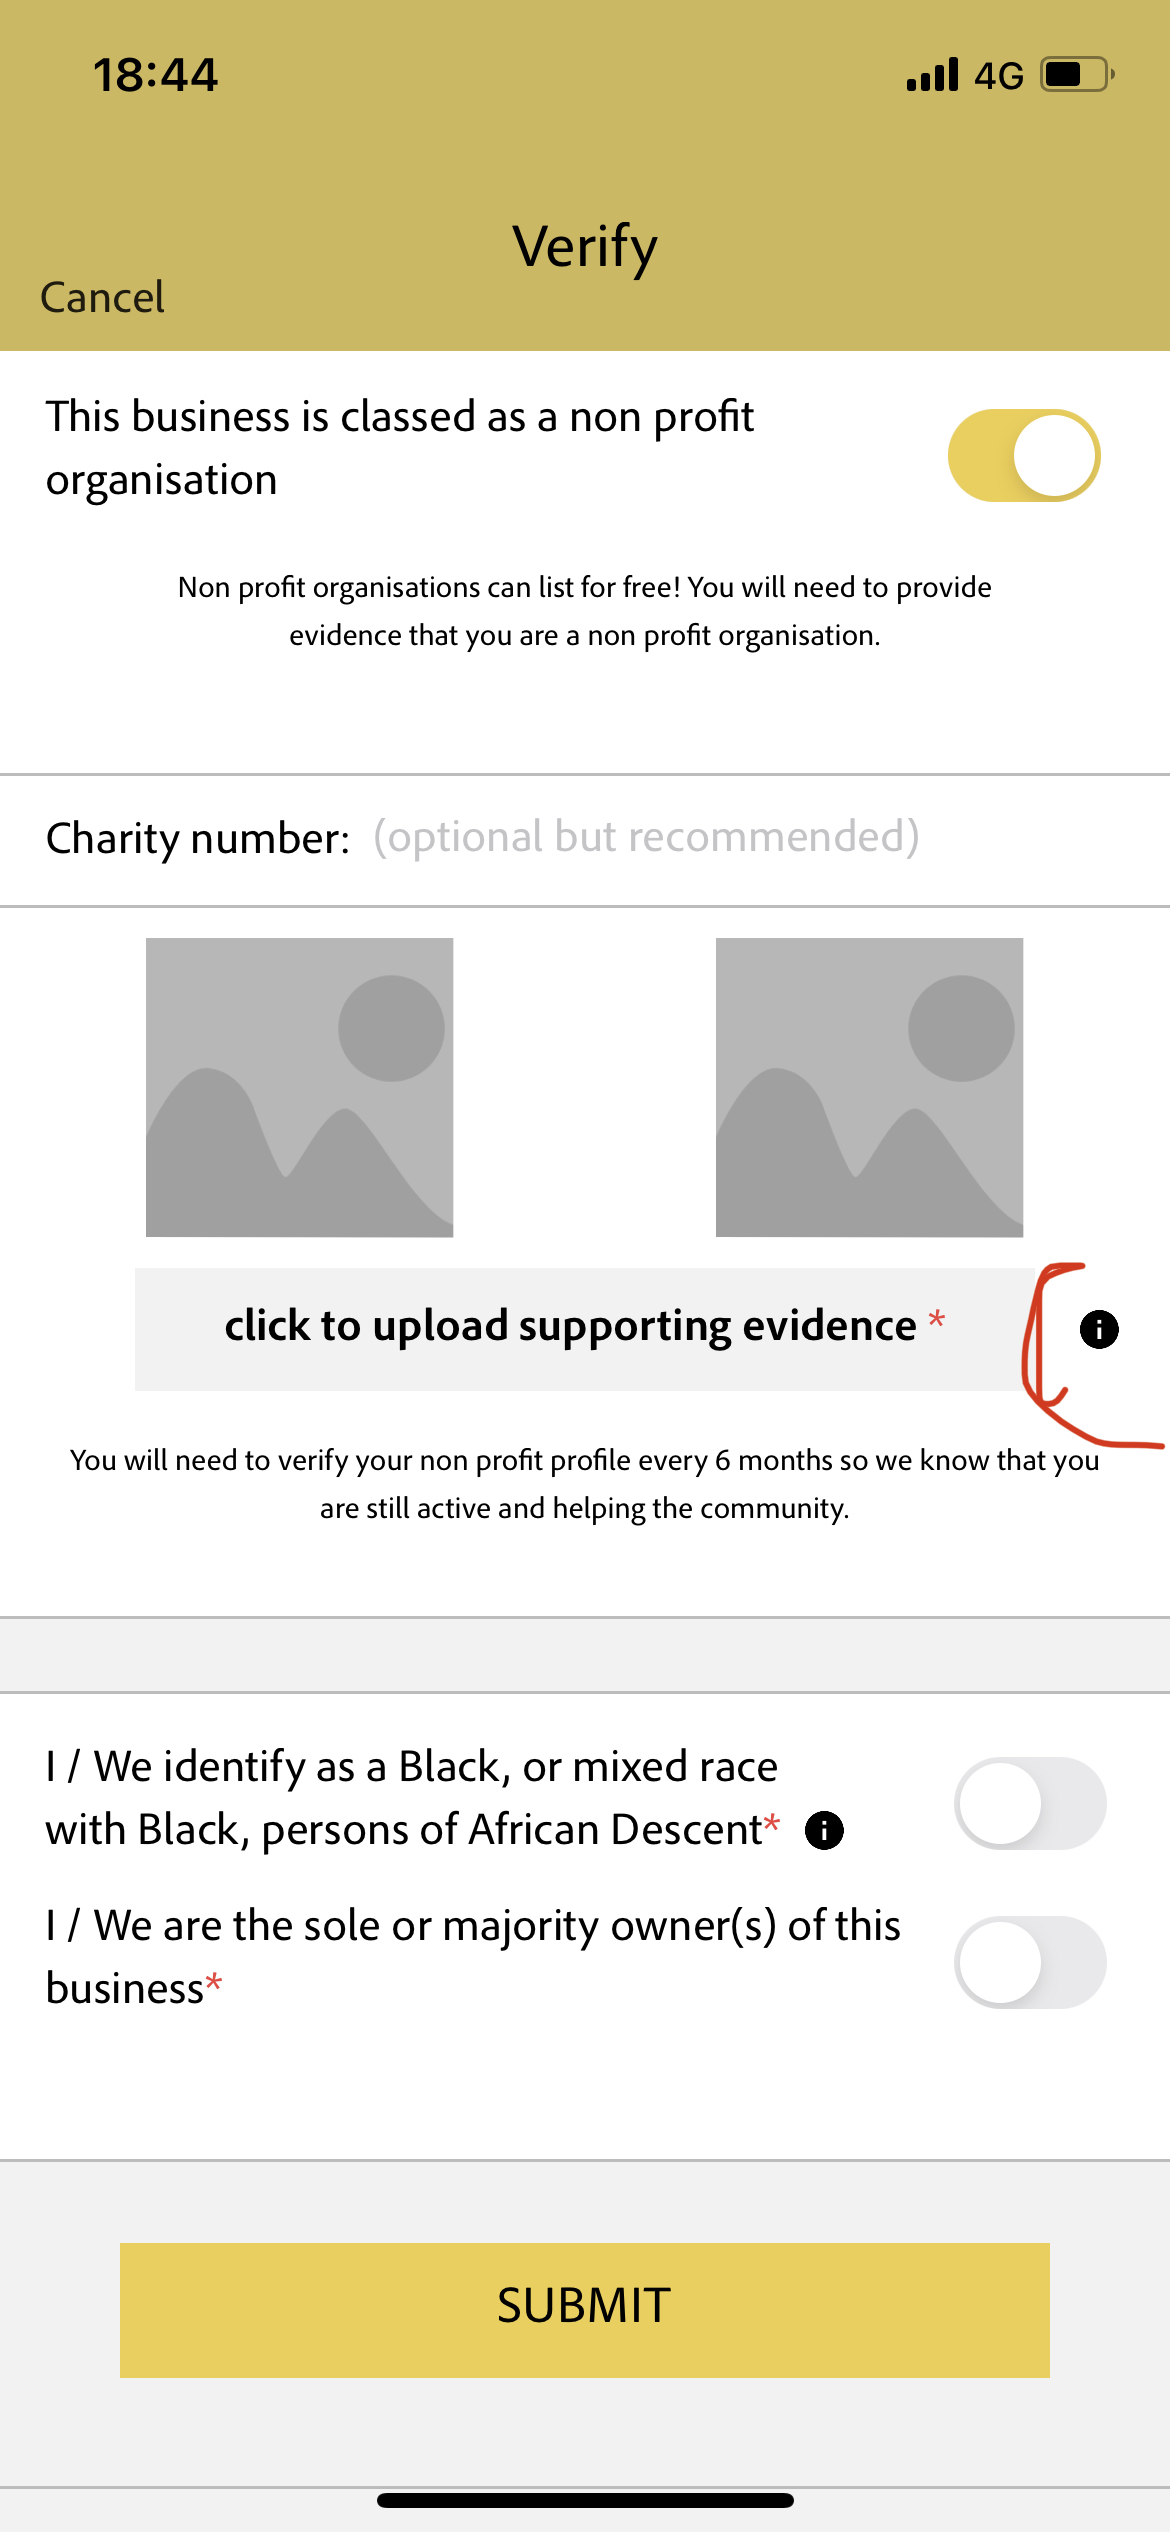 18:44
4G
Verify
Cancel
This business is classed as a non profit
organisation
Non profit organisations can list for free! You will need to provide
evidence that you are a non profit organisation.
Charity number: (optional but recommended)
click to upload supporting evidence *
i
You will need to verify your non profit profile every 6 months so we know that you
are still active and helping the community.
I / We identify as a Black, or mixed race
with Black, persons of African Descent* i
I / We are the sole or majority owner(s) of this
business*
SUBMIT